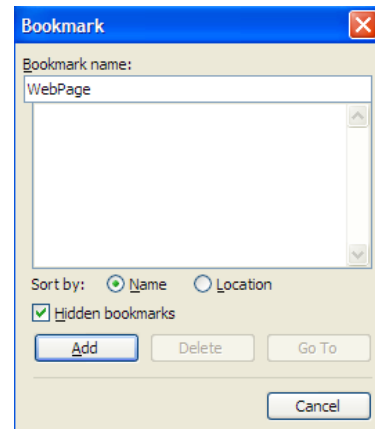 Bookmark
Bookmark name:
WebPage
Sort by: Name Location
Hidden bookmarks
Add Delete Go To
Cancel